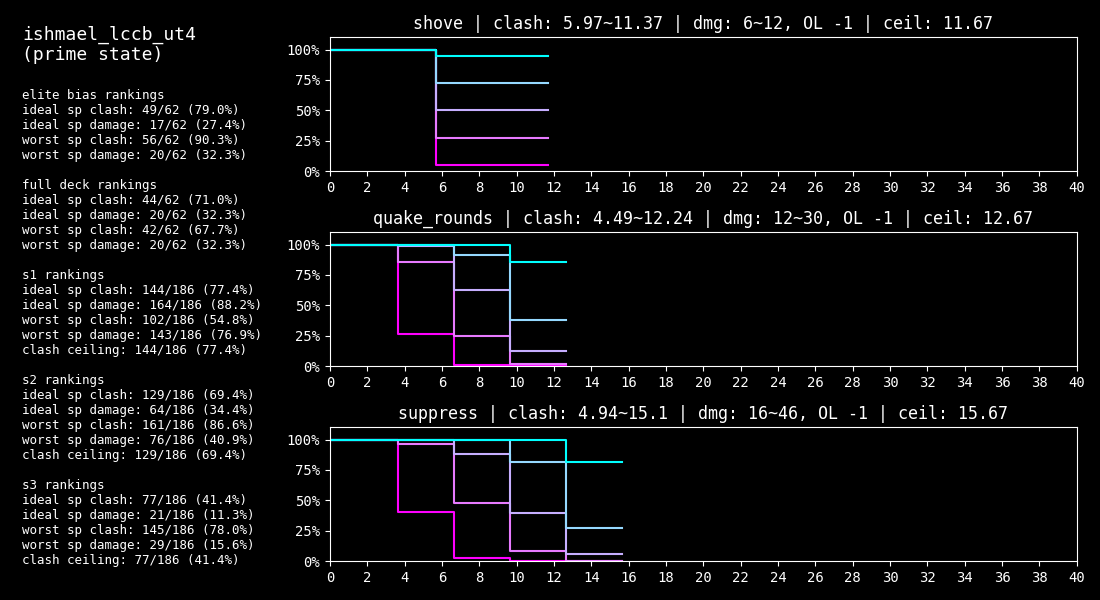 ishmael_lccb_ut4
(prime state)
elite bias rankings
ideal sp clash: 49/62 (79.0%)
ideal sp damage: 17/62 (27.4%)
worst sp clash: 56/62 (90.3%)
worst sp damage: 20/62 (32.3%)
full deck rankings
ideal sp clash: 44/62 (71.0%)
ideal sp damage: 20/62 (32.3%)
worst sp clash: 42/62 (67.7%)
worst sp damage: 20/62 (32.3%)
s1 rankings
ideal sp clash: 144/186 (77.4%)
ideal sp damage: 164/186 (88.2%)
worst sp clash: 102/186 (54.8%)
worst sp damage: 143/186 (76.9%)
clash ceiling: 144/186 (77.4%)
s2 rankings
ideal sp clash: 129/186 (69.4%)
ideal sp damage: 64/186 (34.4%)
worst sp clash: 161/186 (86.6%)
worst sp damage: 76/186 (40.9%)
clash ceiling: 129/186 (69.4%)
s3 rankings
ideal sp clash: 77/186 (41.4%)
ideal sp damage: 21/186 (11.3%)
worst sp clash: 145/186 (78.0%)
worst sp damage: 29/186 (15.6%)
clash ceiling: 77/186 (41.4%)
shove | clash: 5.97~11.37 | dmg: 6~12, OL -1 | ceil: 11.67
100%
75%
50%
25%
0%
0 2 4 6 8 10 12 14 16 18 20 22 24 26 28 30 32 34 36 38 40
quake_rounds | clash: 4.49~12.24 | dmg: 12~30, OL -1 | ceil: 12.67
100%
75%
50%
25%
0%
0 2 4 6 8 10 12 14 16 18 20 22 24 26 28 30 32 34 36 38 40
suppress | clash: 4.94~15.1 | dmg: 16~46, OL -1 | ceil: 15.67
100%
75%
50%
25%
0%
0 2 4 6 8 10 12 14 16 18 20 22 24 26 28 30 32 34 36 38 40